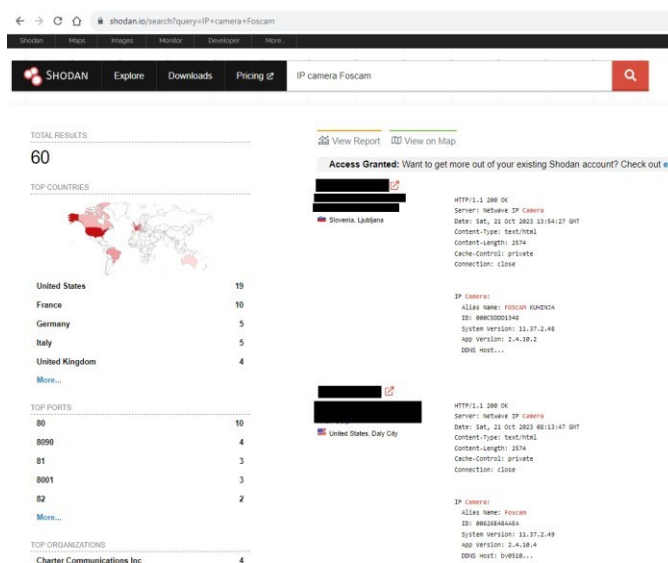 shodan.io/search?query=IP+camera+Foscam
Shodan Maps Images Monitor Developer More...
SHODAN Explore Downloads Pricing IP camera Foscam
TOTAL RESULTS
60
TOP COUNTRIES
United States 19
France 10
Germany 5
Italy 5
United Kingdom 4
More...
TOP PORTS
80 10
8090 4
81 3
8001 3
82 2
More...
TOP ORGANIZATIONS
Charter Communications Inc 4
View Report View on Map
Access Granted: Want to get more out of your existing Shodan account? Check out e
Slovenia, Ljubljana
HTTP/1.1 200 OK
Server: Netwave IP Camera
Date: Sat, 21 Oct 2023 13:54:27 GMT
Content-Type: text/html
Content-Length: 2574
Cache-Control: private
Connection: close
IP Camera:
Alias Name: FOSCAM KUHINJA
ID: 000C5DDD1348
System Version: 11.37.2.48
App Version: 2.4.10.2
DDNS Host...
United States, Daly City
HTTP/1.1 200 OK
Server: Netwave IP Camera
Date: Sat, 21 Oct 2023 06:13:47 GMT
Content-Type: text/html
Content-Length: 2574
Cache-Control: private
Connection: close
IP Camera:
Alias Name: Foscam
ID: 00626E48AAEA
System Version: 11.37.2.49
App Version: 2.4.10.4
DDNS Host: bv0510...